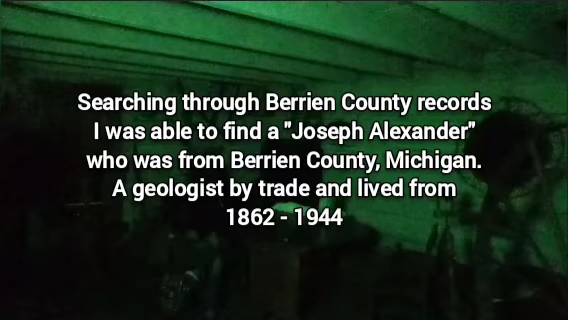 Searching through Berrien County records
I was able to find a "Joseph Alexander"
who was from Berrien County, Michigan.
A geologist by trade and lived from
1862 - 1944